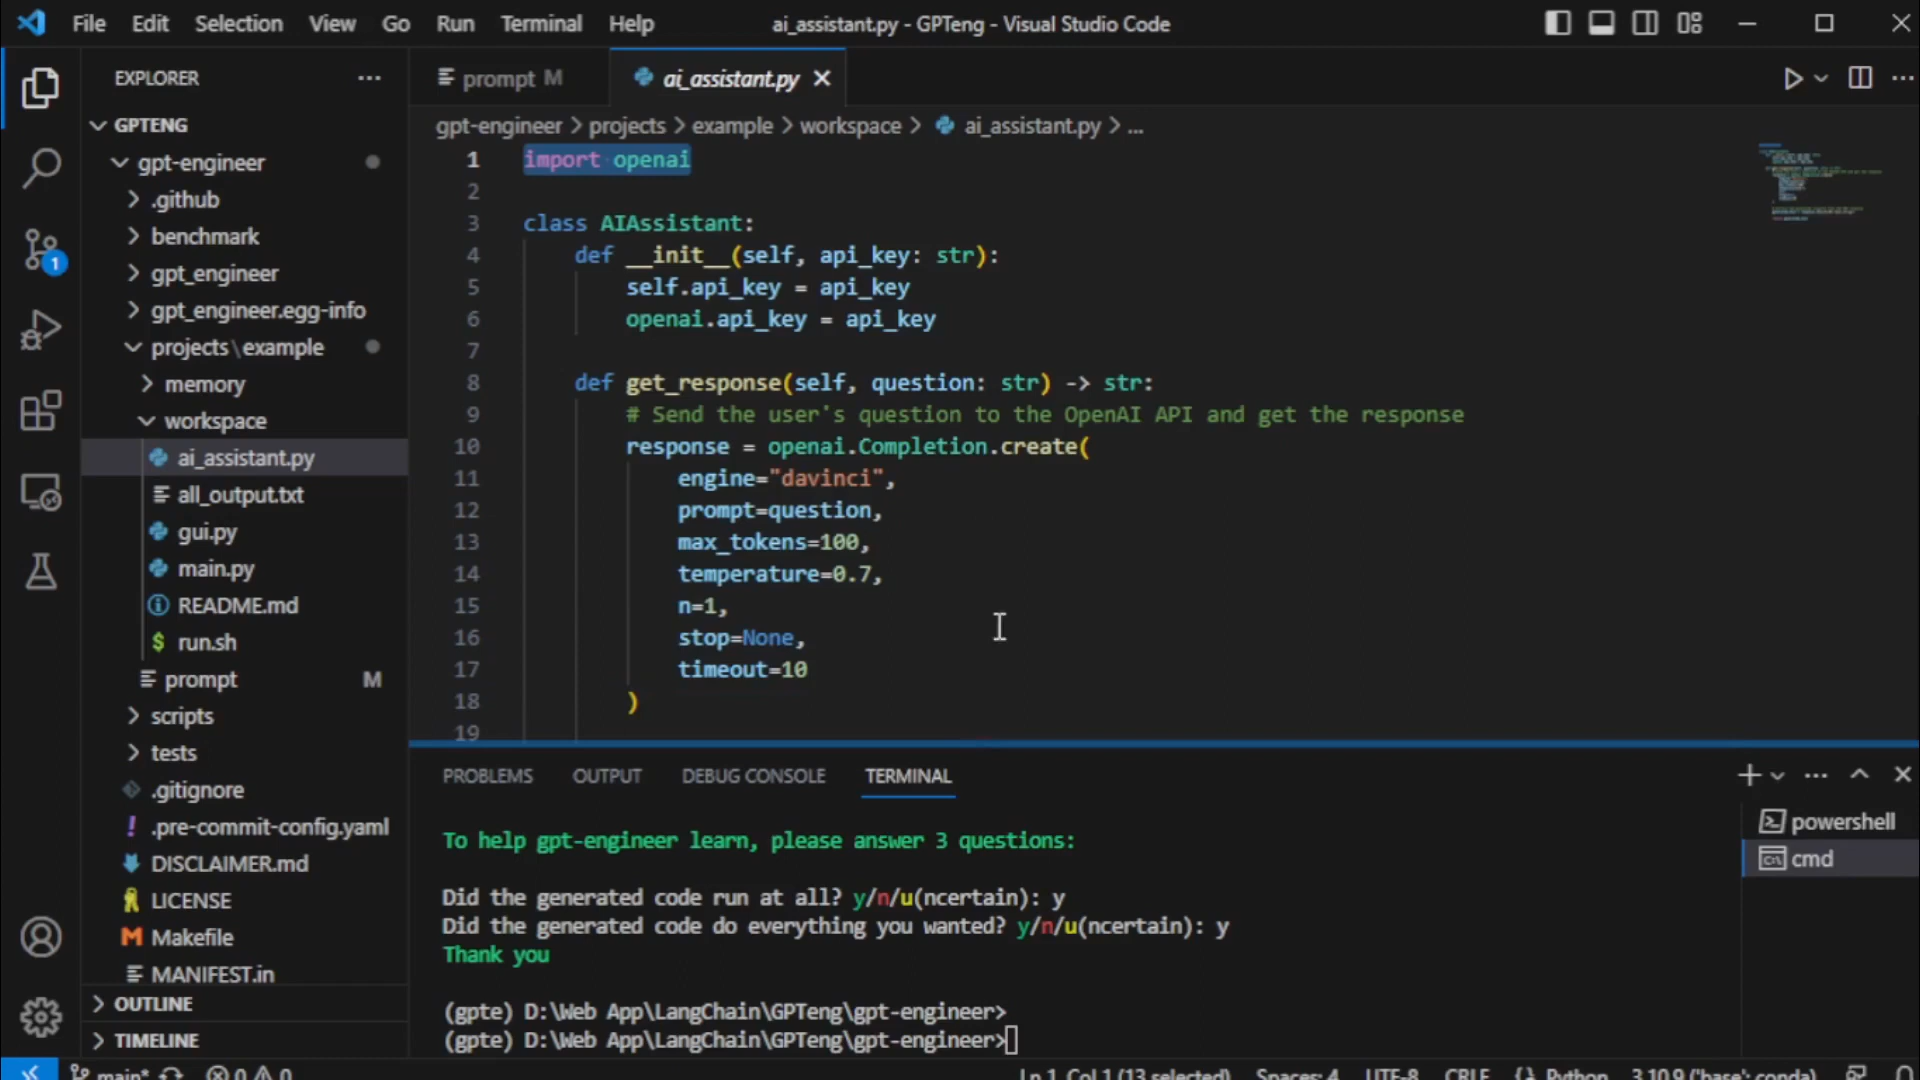 File Edit Selection View Go Run Terminal Help ai_assistant.py - GPTeng - Visual Studio Code
EXPLORER
GPTENG
gpt-engineer
.github
benchmark
gpt_engineer
gpt_engineer.egg-info
projects\example
memory
workspace
ai_assistant.py
all_output.txt
gui.py
main.py
README.md
run.sh
prompt M
scripts
tests
.gitignore
.pre-commit-config.yaml
DISCLAIMER.md
LICENSE
Makefile
MANIFEST.in
OUTLINE
TIMELINE
1
prompt M ai_assistant.py
gpt-engineer > projects > example > workspace > ai_assistant.py > ...
1 import openai
2
3 class AIAssistant:
4 def __init__(self, api_key: str):
5 self.api_key = api_key
6 openai.api_key = api_key
7
8 def get_response(self, question: str) -> str:
9 # Send the user's question to the OpenAI API and get the response
10 response = openai.Completion.create(
11 engine="davinci",
12 prompt=question,
13 max_tokens=100,
14 temperature=0.7,
15 n=1,
16 stop=None,
17 timeout=10
18 )
19
PROBLEMS OUTPUT DEBUG CONSOLE TERMINAL
To help gpt-engineer learn, please answer 3 questions:
Did the generated code run at all? y/n/u(ncertain): y
Did the generated code do everything you wanted? y/n/u(ncertain): y
Thank you
(gpte) D:\Web App\LangChain\GPTeng\gpt-engineer>
(gpte) D:\Web App\LangChain\GPTeng\gpt-engineer>
powershell
cmd
main* 0 0 Ln 1, Col 1 (13 selected) Spaces: 4 UTF-8 CRLF Python 3.10.9 ('base': conda)